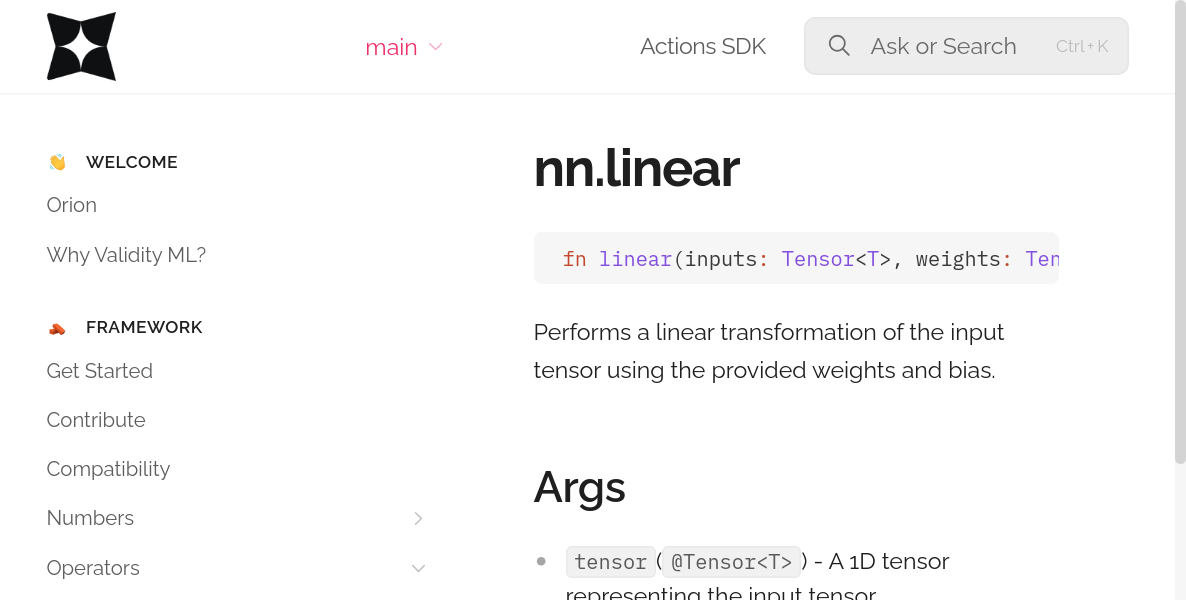 main
Actions SDK
Ask or Search
Ctrl + K
WELCOME
Orion
Why Validity ML?
FRAMEWORK
Get Started
Contribute
Compatibility
Numbers
Operators
nn.linear
fn linear(inputs: Tensor<T>, weights: Ten
Performs a linear transformation of the input
tensor using the provided weights and bias.
Args
tensor (@Tensor<T>) - A 1D tensor
representing the input tensor